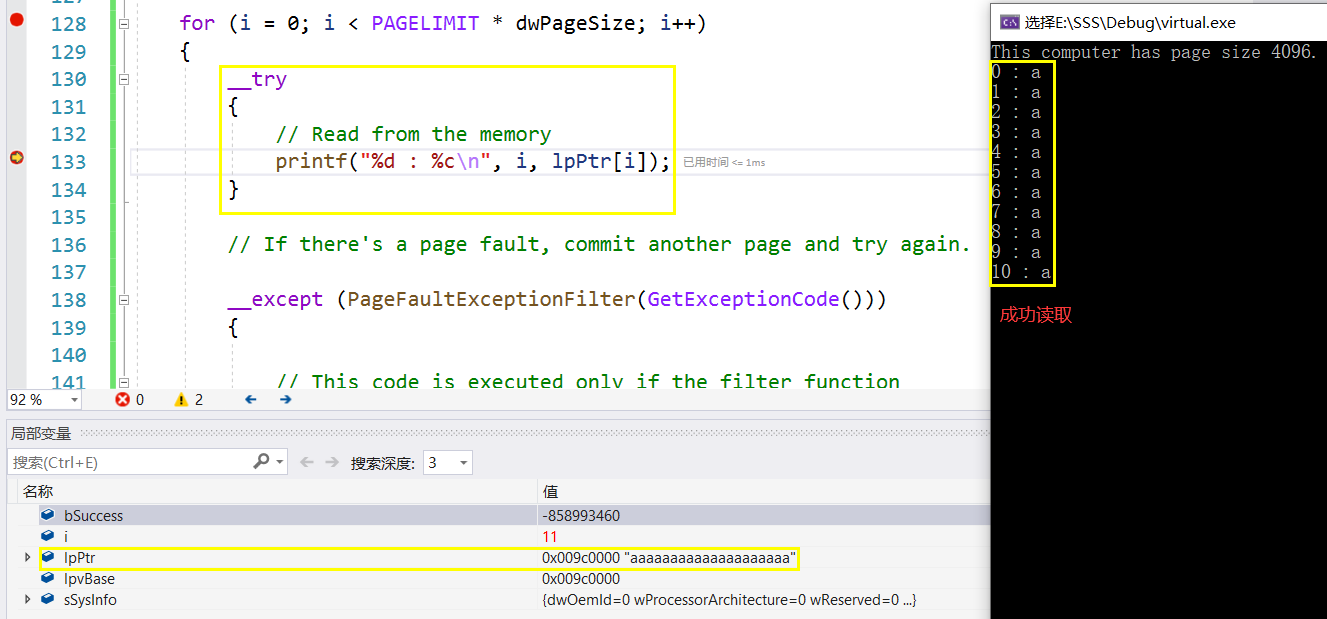 128 for (i = 0; i < PAGELIMIT * dwPageSize; i++)
129 {
130 __try
131 {
132 // Read from the memory
133 printf("%d : %c\n", i, lpPtr[i]); 已用时间 <= 1ms
134 }
135
136 // If there's a page fault, commit another page and try again.
137
138 __except (PageFaultExceptionFilter(GetExceptionCode()))
139 {
140
141 // This code is executed only if the filter function
92 % 0 2
局部变量
搜索(Ctrl+E) 搜索深度: 3
名称 值
bSuccess -858993460
i 11
lpPtr 0x009c0000 "aaaaaaaaaaaaaaaaaaaa"
lpvBase 0x009c0000
sSysInfo {dwOemId=0 wProcessorArchitecture=0 wReserved=0 ...}
选择E:\SSS\Debug\virtual.exe
This computer has page size 4096.
0 : a
1 : a
2 : a
3 : a
4 : a
5 : a
6 : a
7 : a
8 : a
9 : a
10 : a
成功读取